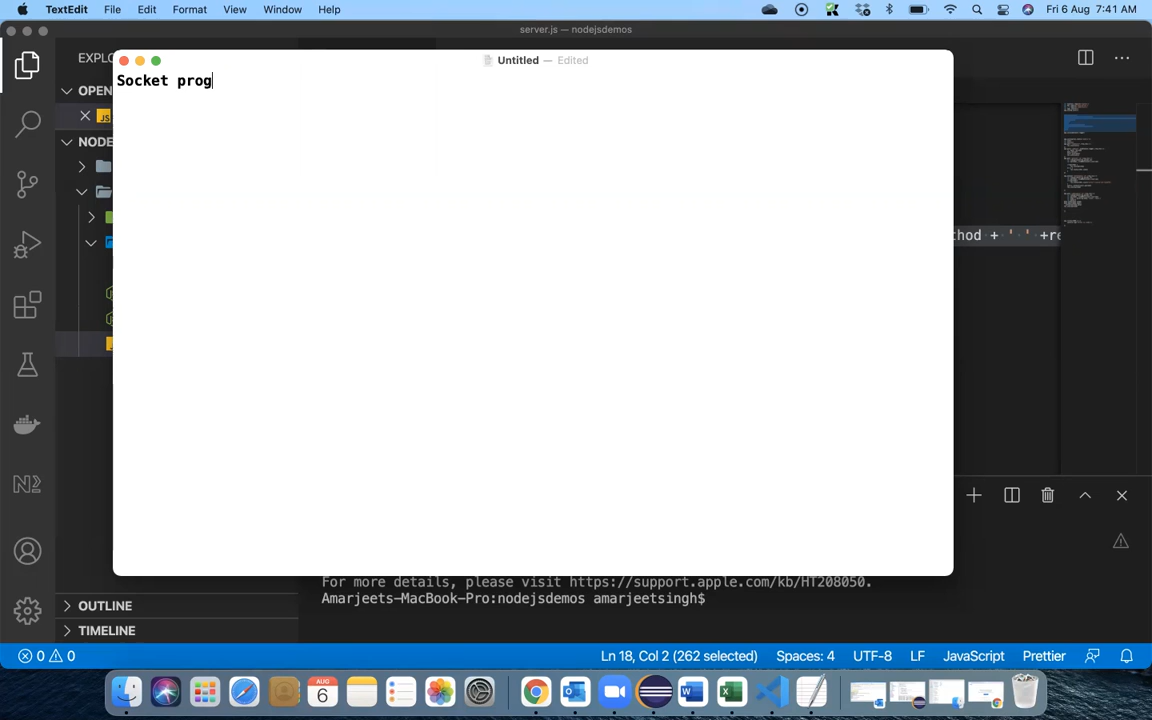 TextEdit File Edit Format View Window Help Fri 6 Aug 7:41 AM
server.js — nodejsdemos
EXPLO
Untitled — Edited
Socket prog
OPEN
JS
NODE
thod + ' ' +re
For more details, please visit https://support.apple.com/kb/HT208050.
Amarjeets-MacBook-Pro:nodejsdemos amarjeetsingh$
OUTLINE
TIMELINE
0 0 Ln 18, Col 2 (262 selected) Spaces: 4 UTF-8 LF JavaScript Prettier
AUG
6